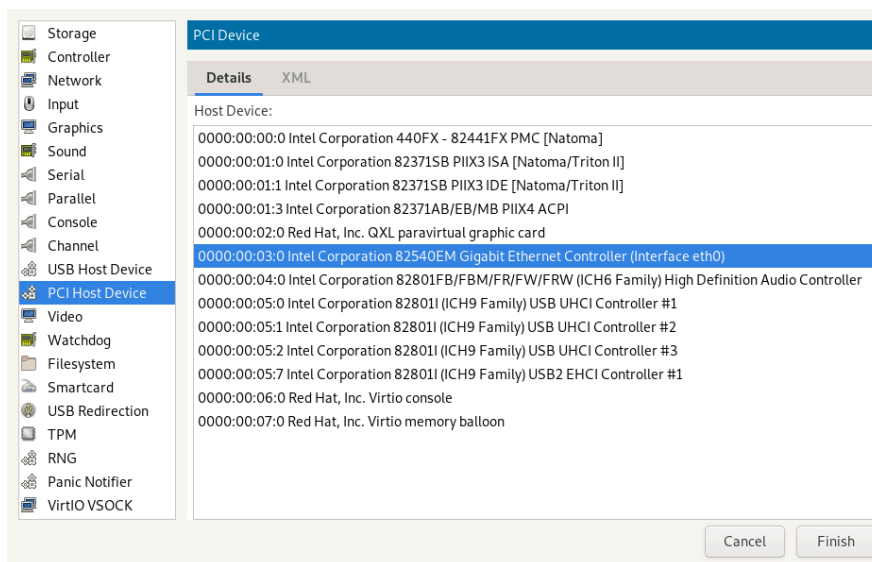 Storage
Controller
Network
Input
Graphics
Sound
Serial
Parallel
Console
Channel
USB Host Device
PCI Host Device
Video
Watchdog
Filesystem
Smartcard
USB Redirection
TPM
RNG
Panic Notifier
VirtIO VSOCK
PCI Device
Details XML
Host Device:
0000:00:00:0 Intel Corporation 440FX - 82441FX PMC [Natoma]
0000:00:01:0 Intel Corporation 82371SB PIIX3 ISA [Natoma/Triton II]
0000:00:01:1 Intel Corporation 82371SB PIIX3 IDE [Natoma/Triton II]
0000:00:01:3 Intel Corporation 82371AB/EB/MB PIIX4 ACPI
0000:00:02:0 Red Hat, Inc. QXL paravirtual graphic card
0000:00:03:0 Intel Corporation 82540EM Gigabit Ethernet Controller (Interface eth0)
0000:00:04:0 Intel Corporation 82801FB/FBM/FR/FW/FRW (ICH6 Family) High Definition Audio Controller
0000:00:05:0 Intel Corporation 82801I (ICH9 Family) USB UHCI Controller #1
0000:00:05:1 Intel Corporation 82801I (ICH9 Family) USB UHCI Controller #2
0000:00:05:2 Intel Corporation 82801I (ICH9 Family) USB UHCI Controller #3
0000:00:05:7 Intel Corporation 82801I (ICH9 Family) USB2 EHCI Controller #1
0000:00:06:0 Red Hat, Inc. Virtio console
0000:00:07:0 Red Hat, Inc. Virtio memory balloon
Cancel Finish